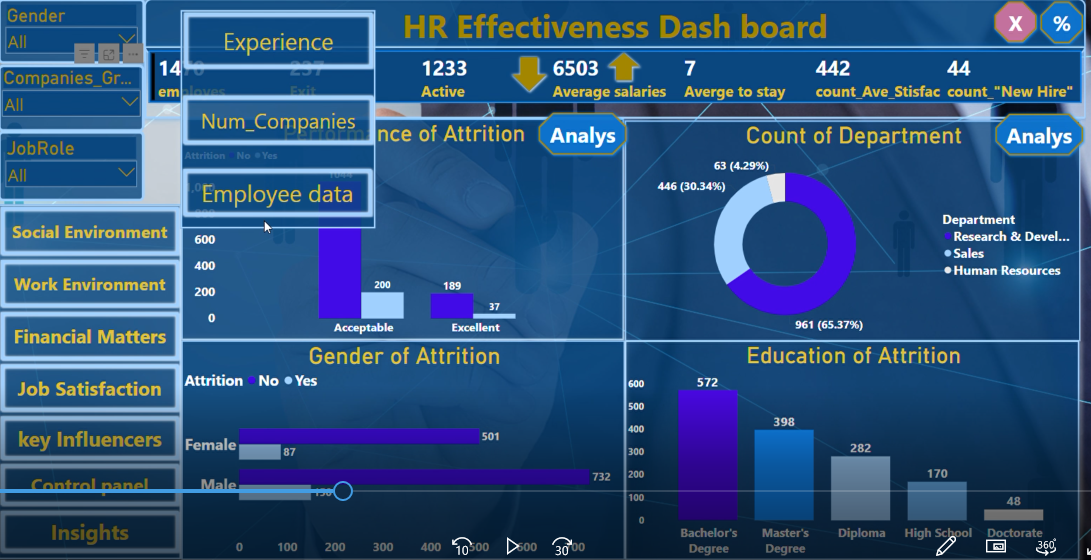 Gender
All
Companies_Gr...
All
JobRole
All
Social Environment
Work Environment
Financial Matters
Job Satisfaction
key Influencers
Control panel
Insights
Experience
Num_Companies
Employee data
HR Effectiveness Dash board
X
%
1470
employes
237
Exit
1233
Active
6503
Average salaries
7
Averge to stay
442
count_Ave_Stisfac
44
count_"New Hire"
Performance of Attrition
Analys
Attrition No Yes
1044
1,000
800
600
400
200
0
200
189
37
Acceptable
Excellent
Count of Department
Analys
63 (4.29%)
446 (30.34%)
961 (65.37%)
Department
Research & Devel...
Sales
Human Resources
Gender of Attrition
Attrition No Yes
Female
501
87
Male
732
150
0 100 200 300 400 500 600 700
Education of Attrition
600
500
400
300
200
100
0
572
398
282
170
48
Bachelor's Degree
Master's Degree
Diploma
High School
Doctorate
10
30
360°